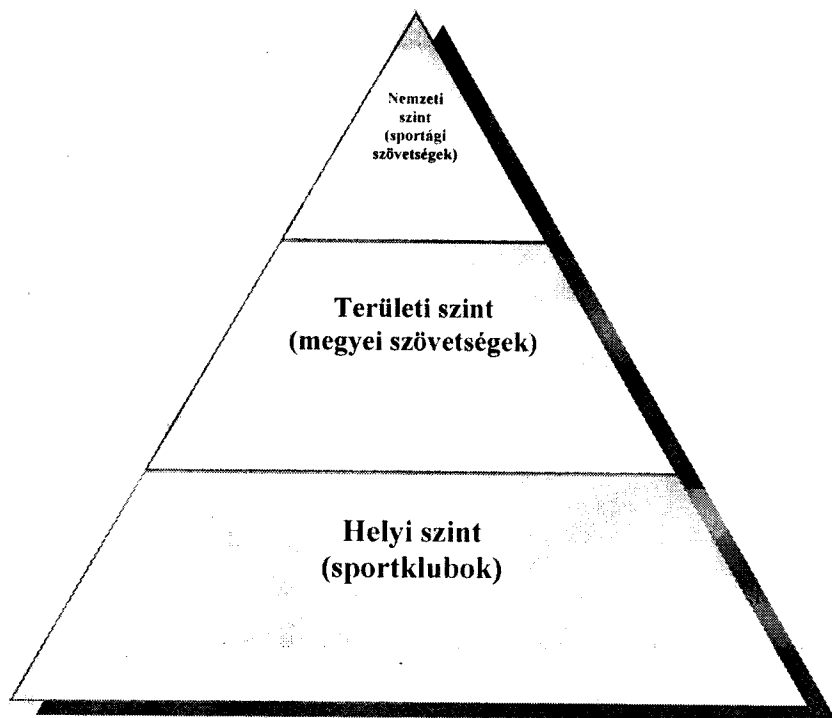 Nemzeti
szint
(sportági
szövetségek)
Területi szint
(megyei szövetségek)
Helyi szint
(sportklubok)